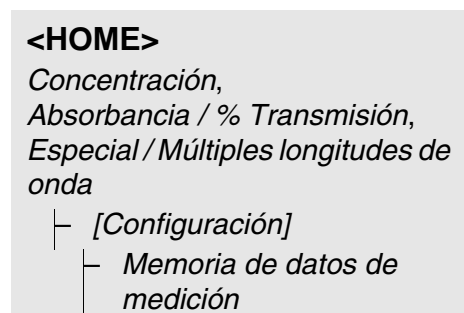 <HOME>
Concentración,
Absorbancia / % Transmisión,
Especial / Múltiples longitudes de
onda
– [Configuración]
– Memoria de datos de
medición